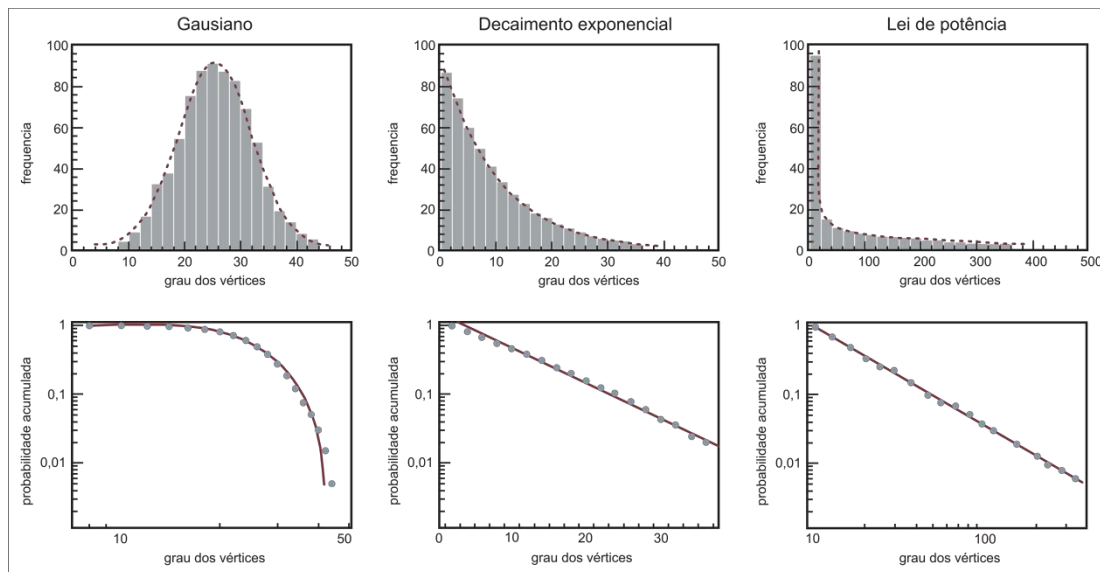 Gausiano
Decaimento exponencial
Lei de potência
frequencia
100
80
60
40
20
0
0 10 20 30 40 50
grau dos vértices
frequencia
100
80
60
40
20
0
0 10 20 30 40 50
grau dos vértices
frequencia
100
80
60
40
20
0
0 100 200 300 400 500
grau dos vértices
probabilidade acumulada
1
0,1
0,01
10 50
grau dos vértices
probabilidade acumulada
1
0,1
0,01
0 10 20 30
grau dos vértices
probabilidade acumulada
1
0,1
0,01
10 100
grau dos vértices